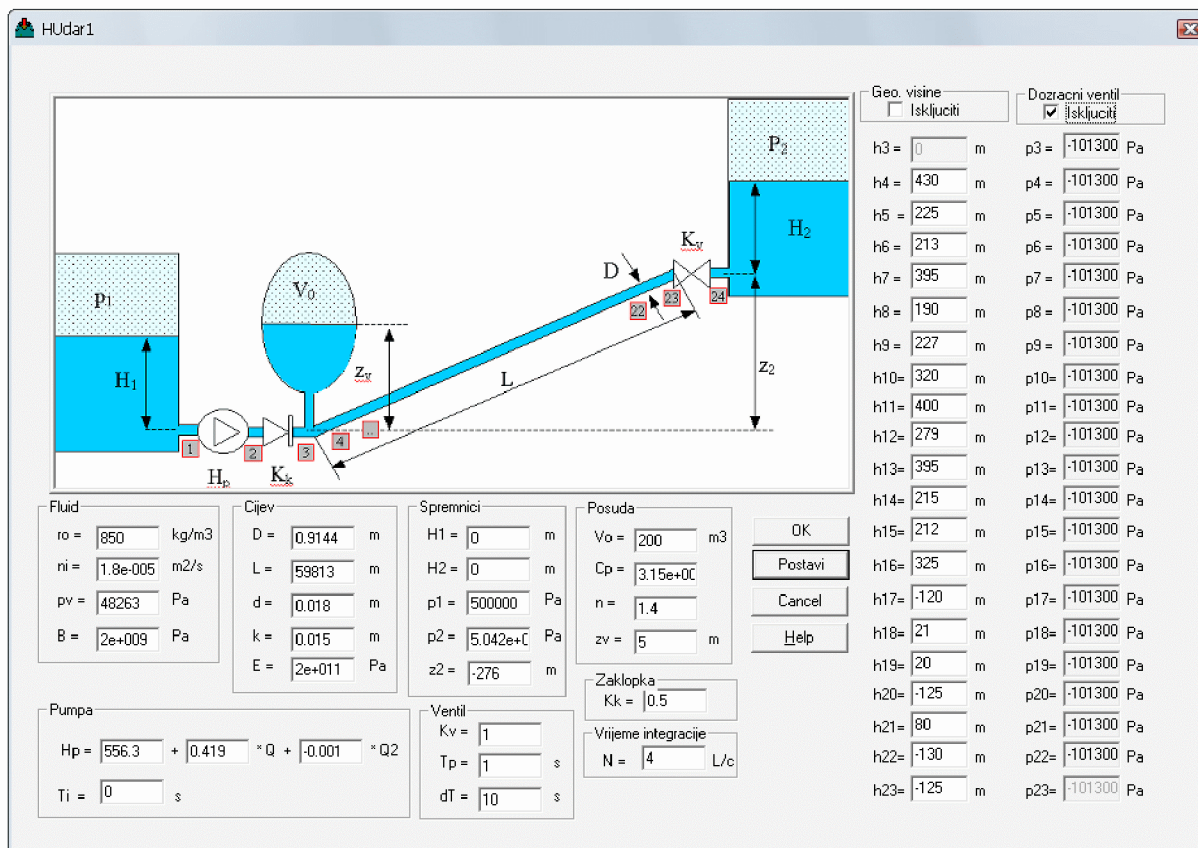 HUdar1
P1
H1
V0
zv
1
2
3
4
..
Hp
Kk
L
D
22
23
24
Kv
P2
H2
z2
Geo. visine
Iskljuciti
h3 = 0 m
h4 = 430 m
h5 = 225 m
h6 = 213 m
h7 = 395 m
h8 = 190 m
h9 = 227 m
h10= 320 m
h11= 400 m
h12= 279 m
h13= 395 m
h14= 215 m
h15= 212 m
h16= 325 m
h17= -120 m
h18= 21 m
h19= 20 m
h20= -125 m
h21= 80 m
h22= -130 m
h23= -125 m
Dozracni ventil
Iskljuciti
p3 = -101300 Pa
p4 = -101300 Pa
p5 = -101300 Pa
p6 = -101300 Pa
p7 = -101300 Pa
p8 = -101300 Pa
p9 = -101300 Pa
p10= -101300 Pa
p11= -101300 Pa
p12= -101300 Pa
p13= -101300 Pa
p14= -101300 Pa
p15= -101300 Pa
p16= -101300 Pa
p17= -101300 Pa
p18= -101300 Pa
p19= -101300 Pa
p20= -101300 Pa
p21= -101300 Pa
p22= -101300 Pa
p23= -101300 Pa
Fluid
ro = 850 kg/m3
ni = 1.8e-005 m2/s
pv = 48263 Pa
B = 2e+009 Pa
Cijev
D = 0.9144 m
L = 59813 m
d = 0.018 m
k = 0.015 m
E = 2e+011 Pa
Spremnici
H1 = 0 m
H2 = 0 m
p1 = 500000 Pa
p2 = 5.042e+0 Pa
z2 = -276 m
Posuda
Vo = 200 m3
Cp = 3.15e+00
n = 1.4
zv = 5 m
OK
Postavi
Cancel
Help
Pumpa
Hp = 556.3 + 0.419 * Q + -0.001 * Q2
Ti = 0 s
Ventil
Kv = 1
Tp = 1 s
dT = 10 s
Zaklopka
Kk = 0.5
Vrijeme integracije
N = 4 L/c